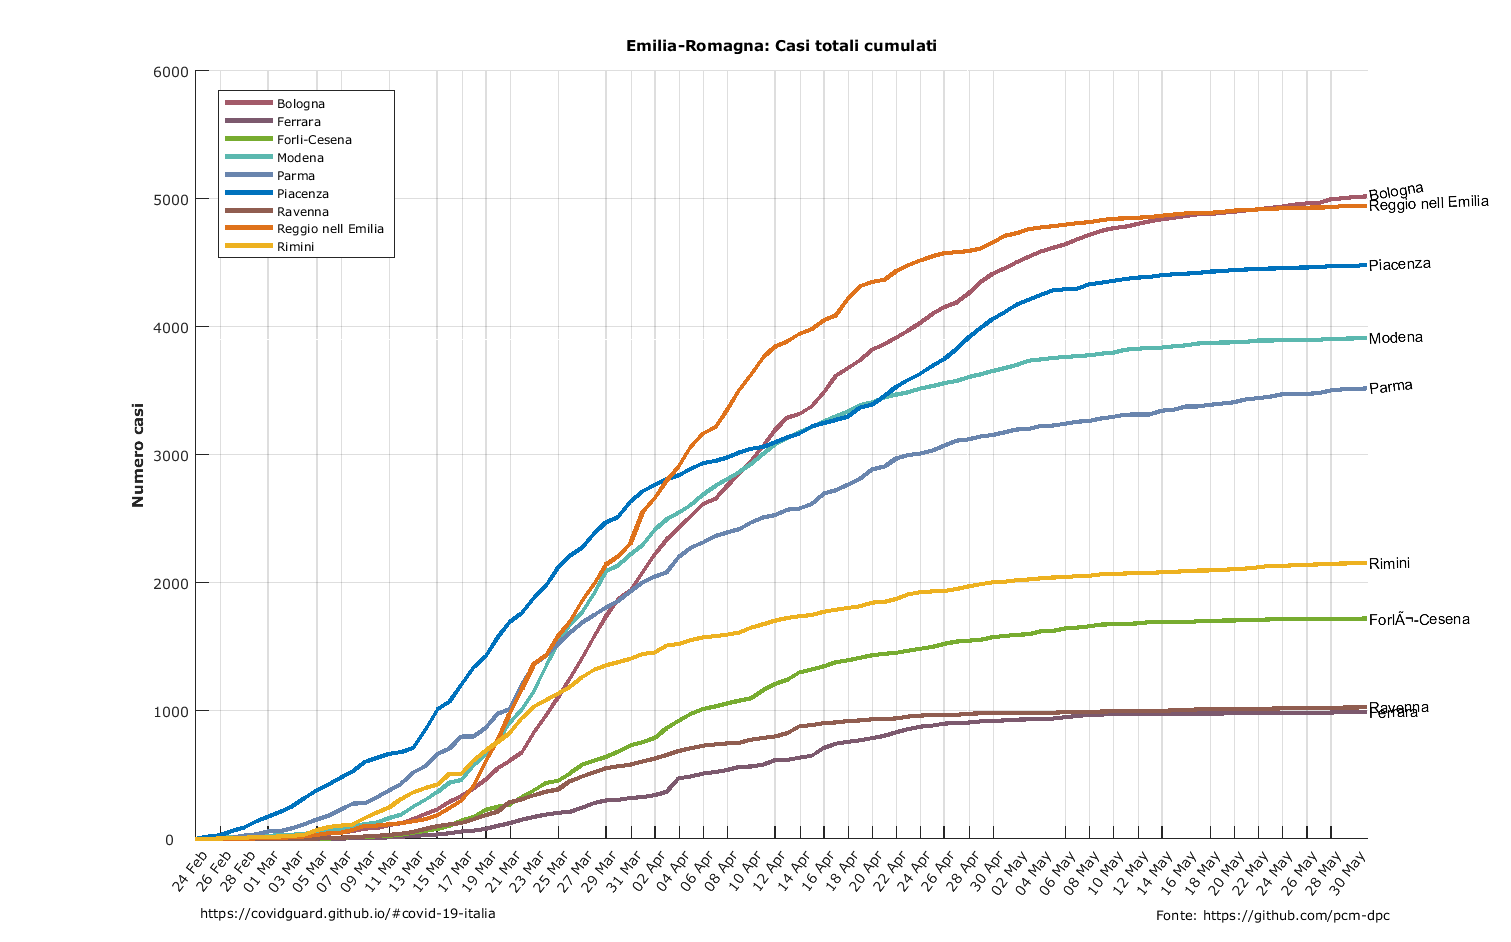 Emilia-Romagna: Casi totali cumulati
6000
5000
4000
3000
2000
1000
0
Numero casi
Bologna
Ferrara
Forlì-Cesena
Modena
Parma
Piacenza
Ravenna
Reggio nell Emilia
Rimini
Bologna
Reggio nell Emilia
Piacenza
Modena
Parma
Rimini
ForlÃ¬-Cesena
Ravenna
Ferrara
24 Feb
26 Feb
28 Feb
01 Mar
03 Mar
05 Mar
07 Mar
09 Mar
11 Mar
13 Mar
15 Mar
17 Mar
19 Mar
21 Mar
23 Mar
25 Mar
27 Mar
29 Mar
31 Mar
02 Apr
04 Apr
06 Apr
08 Apr
10 Apr
12 Apr
14 Apr
16 Apr
18 Apr
20 Apr
22 Apr
24 Apr
26 Apr
28 Apr
30 Apr
02 May
04 May
06 May
08 May
10 May
12 May
14 May
16 May
18 May
20 May
22 May
24 May
26 May
28 May
30 May
https://covidguard.github.io/#covid-19-italia
Fonte: https://github.com/pcm-dpc